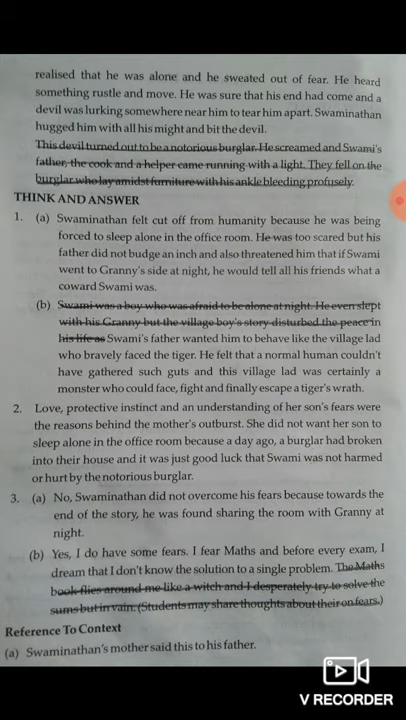 realised that he was alone and he sweated out of fear. He heard
something rustle and move. He was sure that his end had come and a
devil was lurking somewhere near him to tear him apart. Swaminathan
hugged him with all his might and bit the devil.
This devil turned out to be a notorious burglar. He screamed and Swami's
father, the cook and a helper came running with a light. They fell on the
burglar who lay amidst furniture with his ankle bleeding profusely.
THINK AND ANSWER
1. (a) Swaminathan felt cut off from humanity because he was being
forced to sleep alone in the office room. He was too scared but his
father did not budge an inch and also threatened him that if Swami
went to Granny's side at night, he would tell all his friends what a
coward Swami was.
(b) Swami was a boy who was afraid to be alone at night. He even slept
with his Granny but the village boy's story disturbed the peace in
his life as Swami's father wanted him to behave like the village lad
who bravely faced the tiger. He felt that a normal human couldn't
have gathered such guts and this village lad was certainly a
monster who could face, fight and finally escape a tiger's wrath.
2. Love, protective instinct and an understanding of her son's fears were
the reasons behind the mother's outburst. She did not want her son to
sleep alone in the office room because a day ago, a burglar had broken
into their house and it was just good luck that Swami was not harmed
or hurt by the notorious burglar.
3. (a) No, Swaminathan did not overcome his fears because towards the
end of the story, he was found sharing the room with Granny at
night.
(b) Yes, I do have some fears. I fear Maths and before every exam, I
dream that I don't know the solution to a single problem. The Maths
book flies around me like a witch and I desperately try to solve the
sums but in vain. (Students may share thoughts about their on fears.)
Reference To Context
(a) Swaminathan's mother said this to his father.
V RECORDER